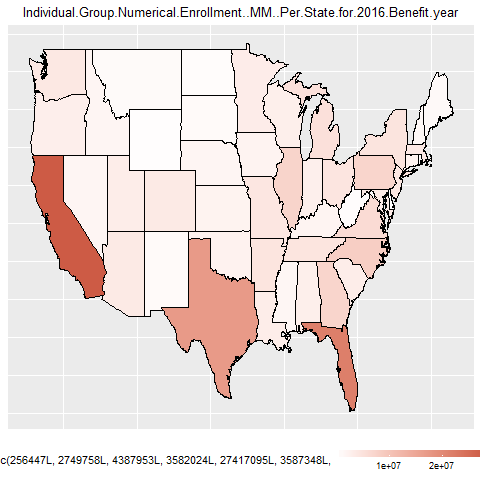 Individual.Group.Numerical.Enrollment..MM..Per.State.for.2016.Benefit.year
c(256447L, 2749758L, 4387953L, 3582024L, 27417095L, 3587348L,
1e+07 2e+07